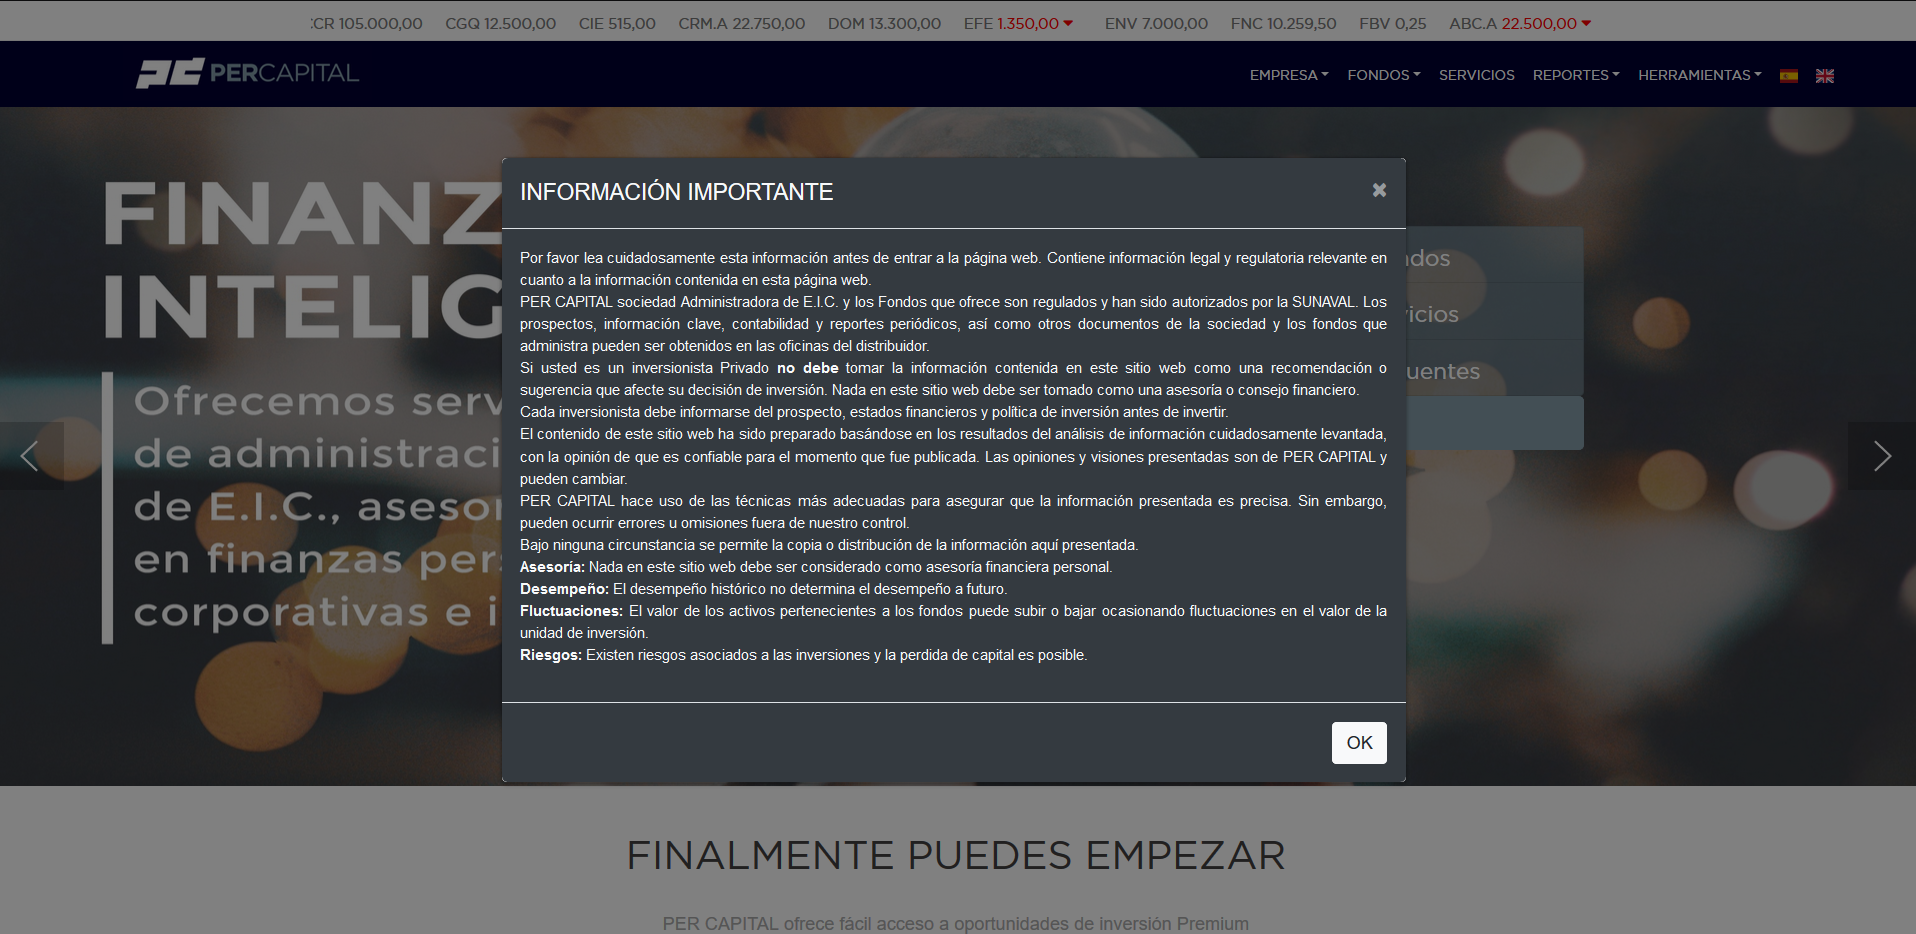 CR 105.000,00 CGQ 12.500,00 CIE 515,00 CRM.A 22.750,00 DOM 13.300,00 EFE 1.350,00 ENV 7.000,00 FNC 10.259,50 FBV 0,25 ABC.A 22.500,00
PERCAPITAL
EMPRESA FONDOS SERVICIOS REPORTES HERRAMIENTAS
FINANZ
INTELIG
Ofrecemos serv
de administraci
de E.I.C., asesor
en finanzas pers
corporativas e i
INFORMACIÓN IMPORTANTE
×
Por favor lea cuidadosamente esta información antes de entrar a la página web. Contiene información legal y regulatoria relevante en
cuanto a la información contenida en esta página web.
PER CAPITAL sociedad Administradora de E.I.C. y los Fondos que ofrece son regulados y han sido autorizados por la SUNAVAL. Los
prospectos, información clave, contabilidad y reportes periódicos, así como otros documentos de la sociedad y los fondos que
administra pueden ser obtenidos en las oficinas del distribuidor.
Si usted es un inversionista Privado no debe tomar la información contenida en este sitio web como una recomendación o
sugerencia que afecte su decisión de inversión. Nada en este sitio web debe ser tomado como una asesoría o consejo financiero.
Cada inversionista debe informarse del prospecto, estados financieros y política de inversión antes de invertir.
El contenido de este sitio web ha sido preparado basándose en los resultados del análisis de información cuidadosamente levantada,
con la opinión de que es confiable para el momento que fue publicada. Las opiniones y visiones presentadas son de PER CAPITAL y
pueden cambiar.
PER CAPITAL hace uso de las técnicas más adecuadas para asegurar que la información presentada es precisa. Sin embargo,
pueden ocurrir errores u omisiones fuera de nuestro control.
Bajo ninguna circunstancia se permite la copia o distribución de la información aquí presentada.
Asesoría: Nada en este sitio web debe ser considerado como asesoría financiera personal.
Desempeño: El desempeño histórico no determina el desempeño a futuro.
Fluctuaciones: El valor de los activos pertenecientes a los fondos puede subir o bajar ocasionando fluctuaciones en el valor de la
unidad de inversión.
Riesgos: Existen riesgos asociados a las inversiones y la perdida de capital es posible.
OK
ndos
icios
uentes
FINALMENTE PUEDES EMPEZAR
PER CAPITAL ofrece fácil acceso a oportunidades de inversión Premium